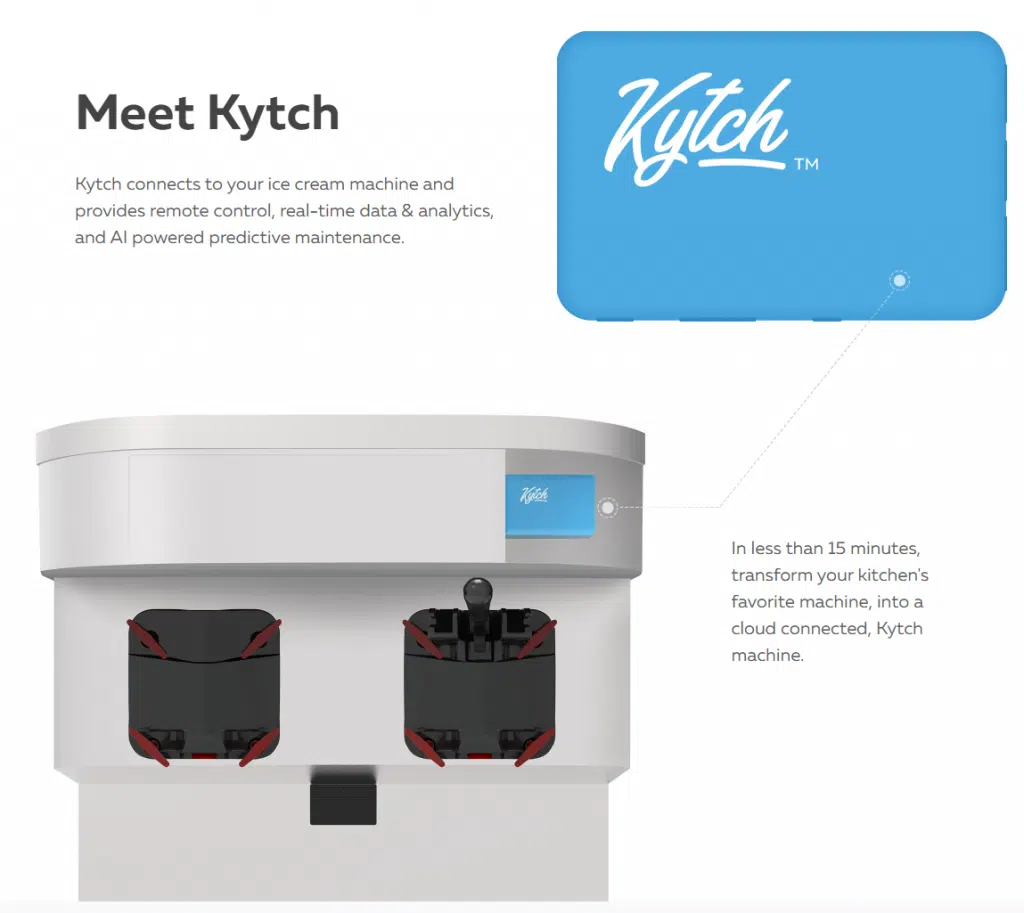 Meet Kytch
Kytch connects to your ice cream machine and
provides remote control, real-time data & analytics,
and AI powered predictive maintenance.
Kytch TM
Kytch
In less than 15 minutes,
transform your kitchen's
favorite machine, into a
cloud connected, Kytch
machine.